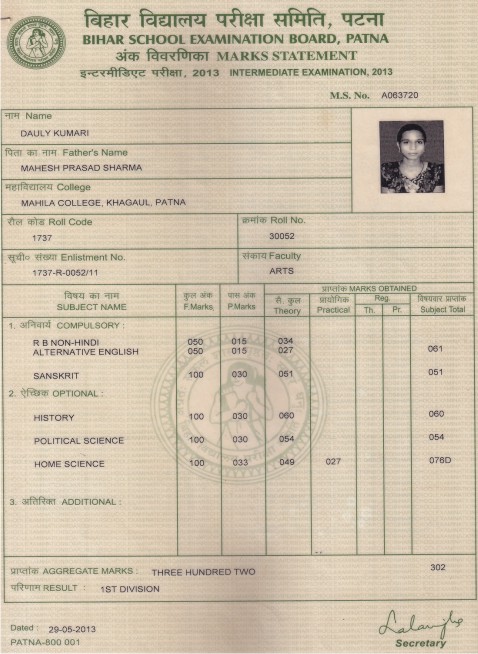 बिहार विद्यालय परीक्षा समिति, पटना
BIHAR SCHOOL EXAMINATION BOARD, PATNA
अंक विवरणिका MARKS STATEMENT
इन्टरमीडिएट परीक्षा, 2013 INTERMEDIATE EXAMINATION, 2013
M.S. No. A063720
नाम Name
DAULY KUMARI
पिता का नाम Father's Name
MAHESH PRASAD SHARMA
महाविद्यालय College
MAHILA COLLEGE, KHAGAUL, PATNA
रौल कोड Roll Code क्रमांक Roll No.
1737 30052
सूची० संख्या Enlistment No. संकाय Faculty
1737-R-0052/11 ARTS
प्राप्तांक MARKS OBTAINED
विषय का नाम कुल अंक पास अंक सै. कुल प्रायोगिक Reg. विषयवार प्राप्तांक
SUBJECT NAME F.Marks P.Marks Theory Practical Th. Pr. Subject Total
1. अनिवार्य COMPULSORY :
R B NON-HINDI 050 015 034
ALTERNATIVE ENGLISH 050 015 027 061
SANSKRIT 100 030 051 051
2. ऐच्छिक OPTIONAL :
HISTORY 100 030 060 060
POLITICAL SCIENCE 100 030 054 054
HOME SCIENCE 100 033 049 027 076D
3. अतिरिक्त ADDITIONAL :
प्राप्तांक AGGREGATE MARKS : THREE HUNDRED TWO 302
परिणाम RESULT : 1ST DIVISION
Dated : 29-05-2013
PATNA-800 001
Secretary